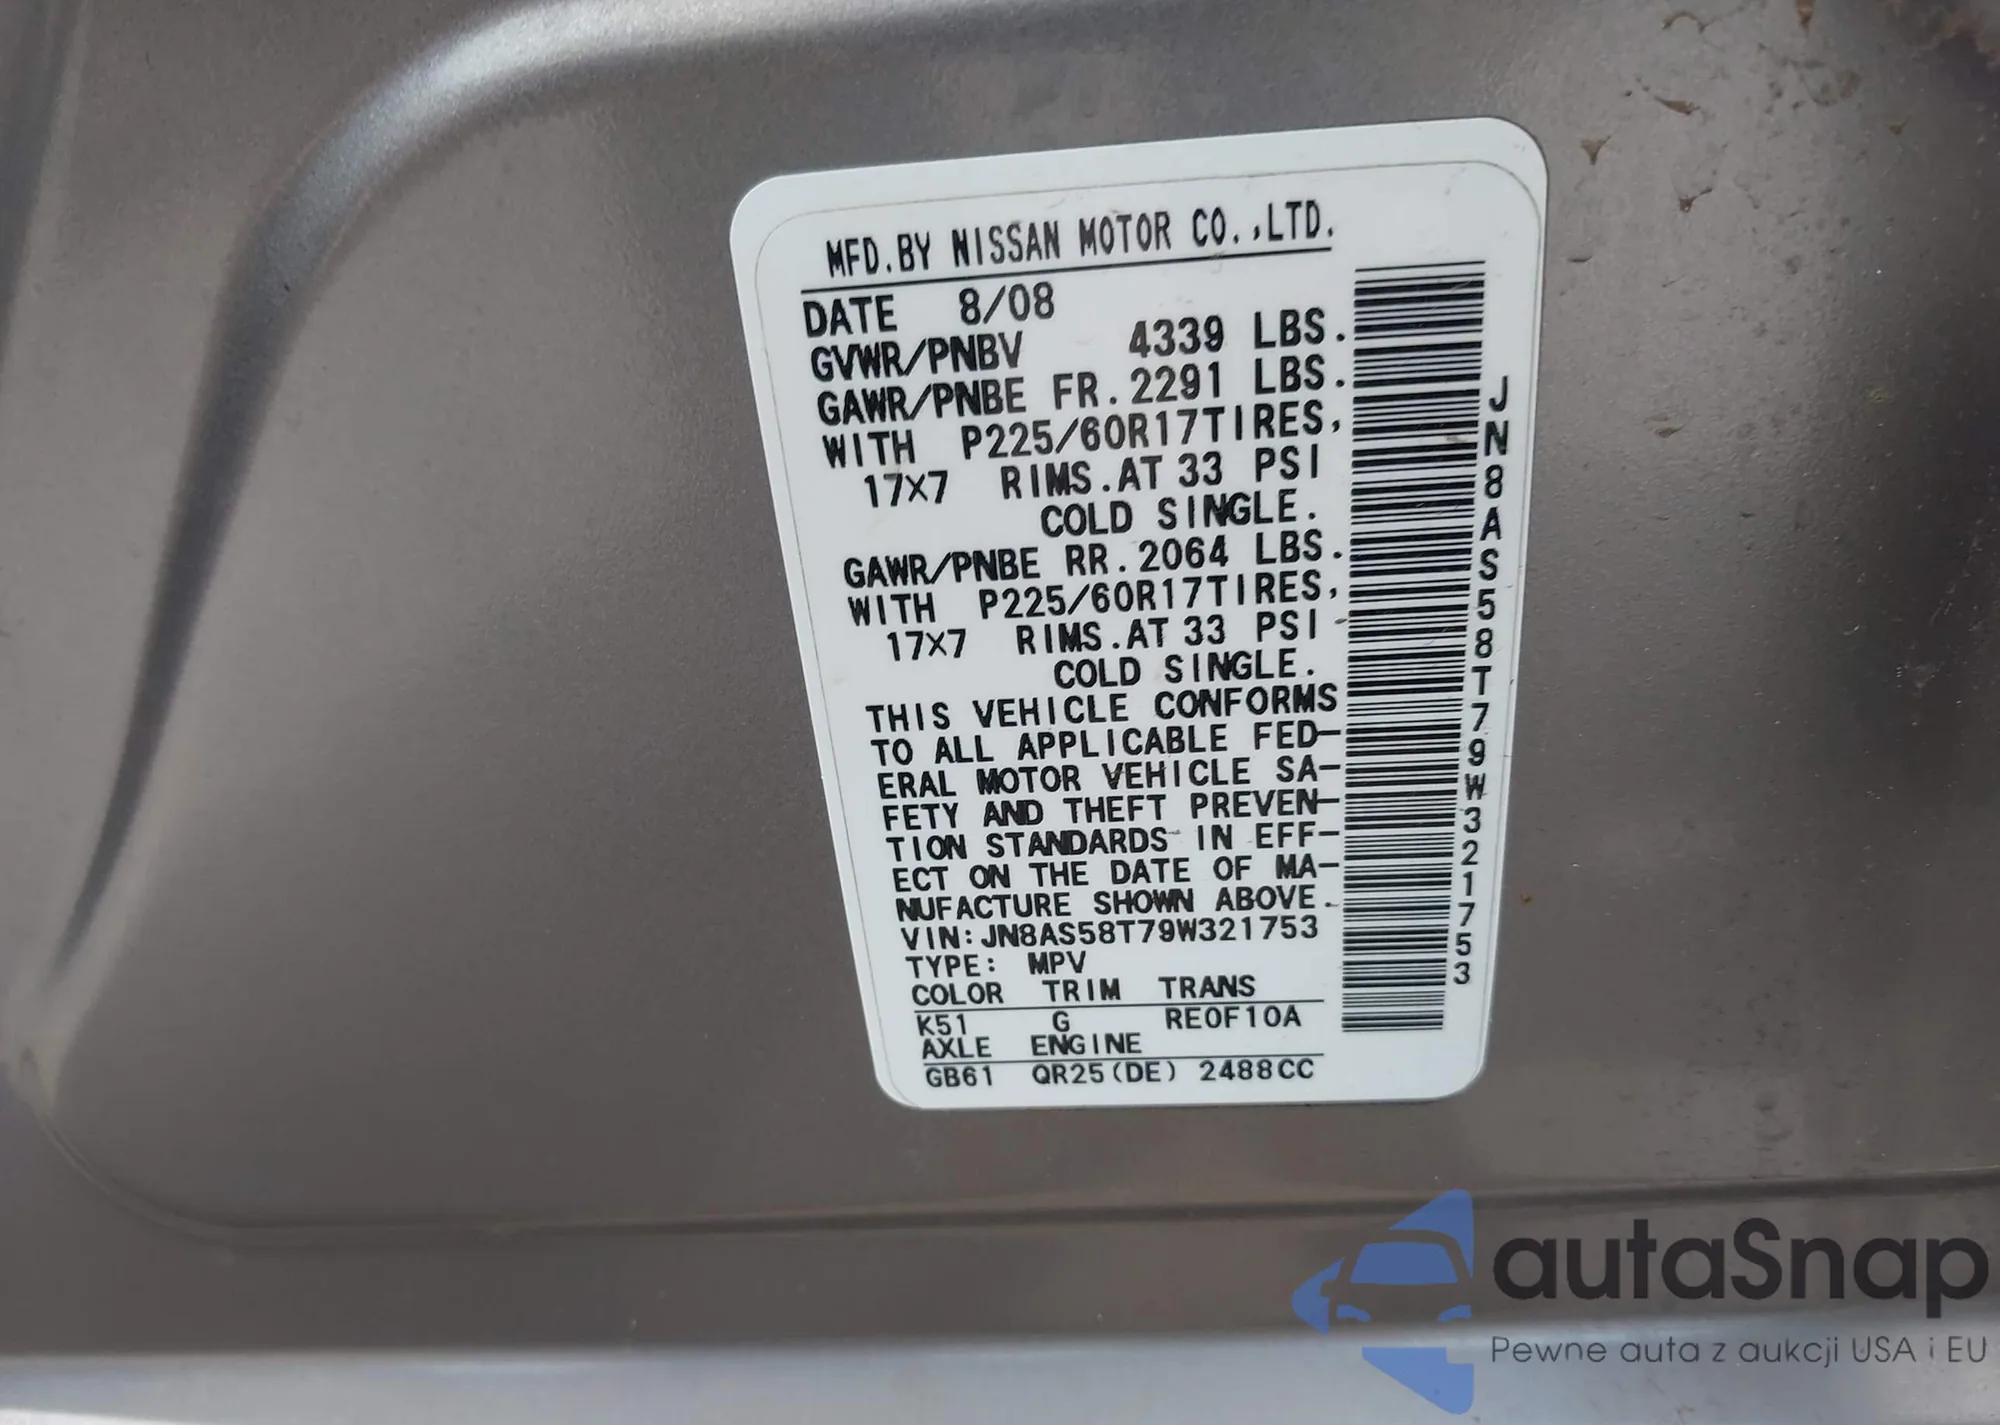 MFD.BY NISSAN MOTOR CO.,LTD.
DATE 8/08
GVWR/PNBV 4339 LBS.
GAWR/PNBE FR.2291 LBS.
WITH P225/60R17TIRES,
17X7 RIMS.AT 33 PSI
COLD SINGLE.
GAWR/PNBE RR.2064 LBS.
WITH P225/60R17TIRES,
17X7 RIMS.AT 33 PSI
COLD SINGLE.
THIS VEHICLE CONFORMS
TO ALL APPLICABLE FED-
ERAL MOTOR VEHICLE SA-
FETY AND THEFT PREVEN-
TION STANDARDS IN EFF-
ECT ON THE DATE OF MA-
NUFACTURE SHOWN ABOVE.
VIN:JN8AS58T79W321753
TYPE: MPV
COLOR TRIM TRANS
K51 G RE0F10A
AXLE ENGINE
GB61 QR25(DE) 2488CC
JN8AS58T79W321753
autaSnap
Pewne auta z aukcji USA i EU